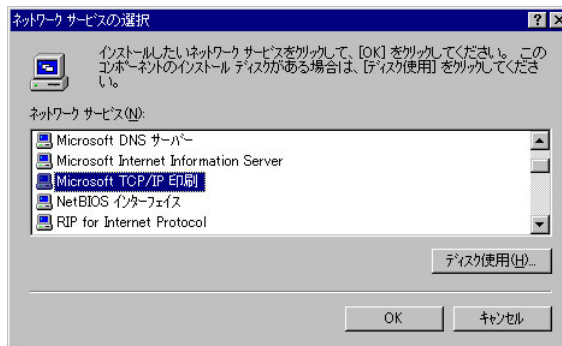 ネットワーク サービスの選択
インストールしたいネットワーク サービスをクリックして、[OK] をクリックしてください。 この
コンポーネントのインストール ディスクがある場合は、[ディスク使用] をクリックしてくださ
い。
ネットワーク サービス(N):
Microsoft DNS サーバー
Microsoft Internet Information Server
Microsoft TCP/IP 印刷
NetBIOS インターフェイス
RIP for Internet Protocol
ディスク使用(H)...
OK キャンセル